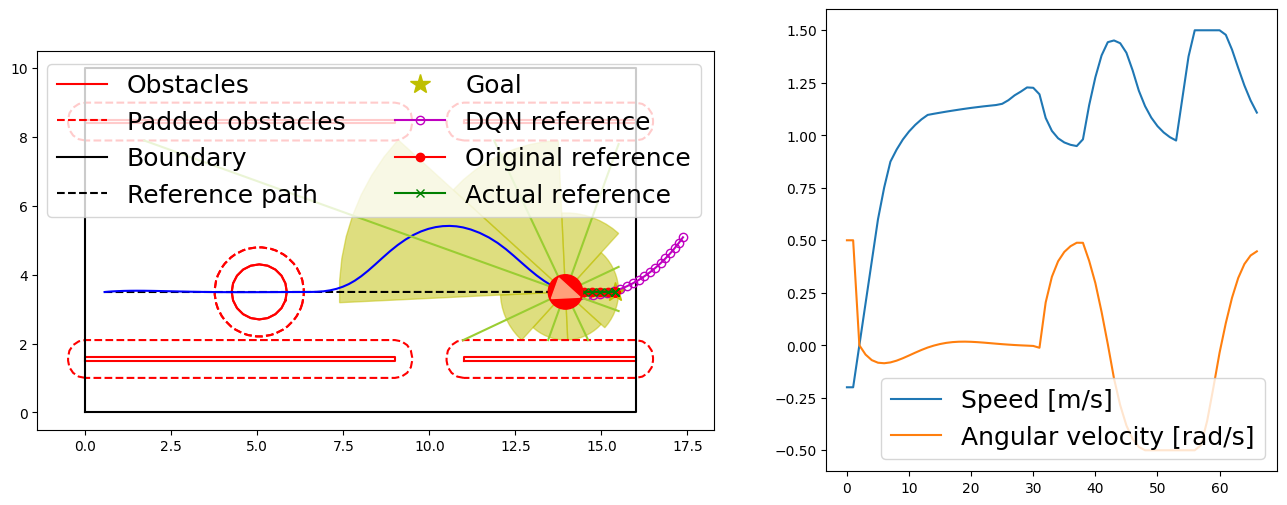 10
8
6
4
2
0
Obstacles
Padded obstacles
Boundary
Reference path
Goal
DQN reference
Original reference
Actual reference
0.0 2.5 5.0 7.5 10.0 12.5 15.0 17.5
1.50
1.25
1.00
0.75
0.50
0.25
0.00
−0.25
−0.50
Speed [m/s]
Angular velocity [rad/s]
0 10 20 30 40 50 60